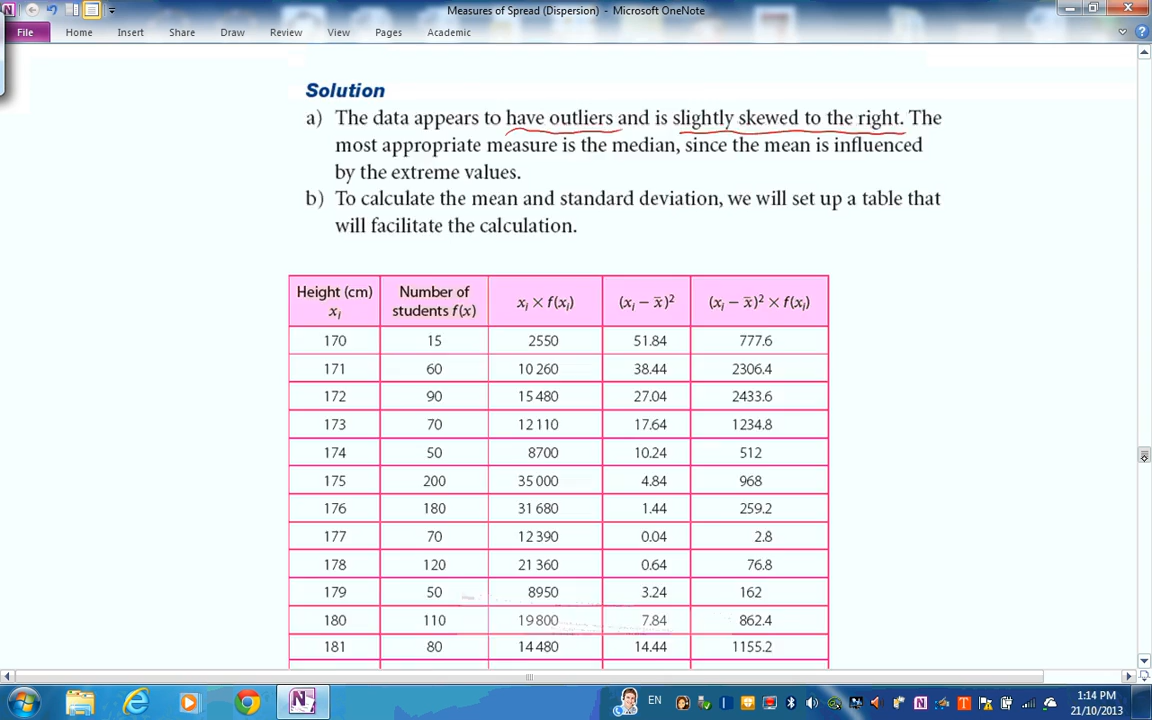 Measures of Spread (Dispersion) - Microsoft OneNote
File Home Insert Share Draw Review View Pages Academic
Solution
a) The data appears to have outliers and is slightly skewed to the right. The
most appropriate measure is the median, since the mean is influenced
by the extreme values.
b) To calculate the mean and standard deviation, we will set up a table that
will facilitate the calculation.
Height (cm) xᵢ Number of students f(x) xᵢ × f(xᵢ) (xᵢ − x̄)² (xᵢ − x̄)² × f(xᵢ)
170 15 2550 51.84 777.6
171 60 10 260 38.44 2306.4
172 90 15 480 27.04 2433.6
173 70 12 110 17.64 1234.8
174 50 8700 10.24 512
175 200 35 000 4.84 968
176 180 31 680 1.44 259.2
177 70 12 390 0.04 2.8
178 120 21 360 0.64 76.8
179 50 8950 3.24 162
180 110 19 800 7.84 862.4
181 80 14 480 14.44 1155.2
EN
1:14 PM
21/10/2013